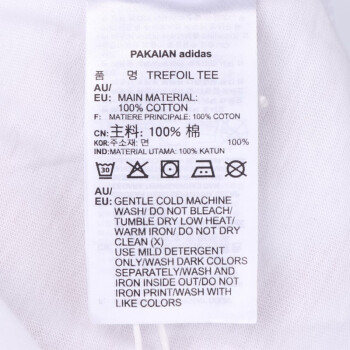 PAKAIAN adidas
품 명 TREFOIL TEE
AU/
EU: MAIN MATERIAL:
100% COTTON
F: MATIERE PRINCIPALE: 100% COTON
CN: 主料: 100% 棉
KOR: 주소재: 면 100%
IND: MATERIAL UTAMA: 100% KATUN
30
AU/
EU: GENTLE COLD MACHINE
WASH/ DO NOT BLEACH/
TUMBLE DRY LOW HEAT/
WARM IRON/ DO NOT DRY
CLEAN (X)
USE MILD DETERGENT
ONLY/WASH DARK COLORS
SEPARATELY/WASH AND
IRON INSIDE OUT/DO NOT
IRON PRINT/WASH WITH
LIKE COLORS